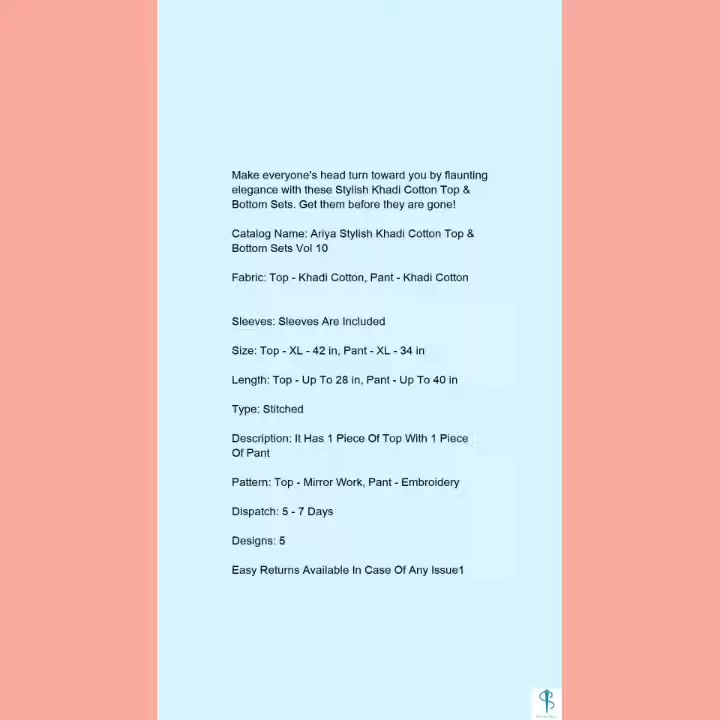 Make everyone's head turn toward you by flaunting
elegance with these Stylish Khadi Cotton Top &
Bottom Sets. Get them before they are gone!
Catalog Name: Ariya Stylish Khadi Cotton Top &
Bottom Sets Vol 10
Fabric: Top - Khadi Cotton, Pant - Khadi Cotton
Sleeves: Sleeves Are Included
Size: Top - XL - 42 in, Pant - XL - 34 in
Length: Top - Up To 28 in, Pant - Up To 40 in
Type: Stitched
Description: It Has 1 Piece Of Top With 1 Piece
Of Pant
Pattern: Top - Mirror Work, Pant - Embroidery
Dispatch: 5 - 7 Days
Designs: 5
Easy Returns Available In Case Of Any Issue1